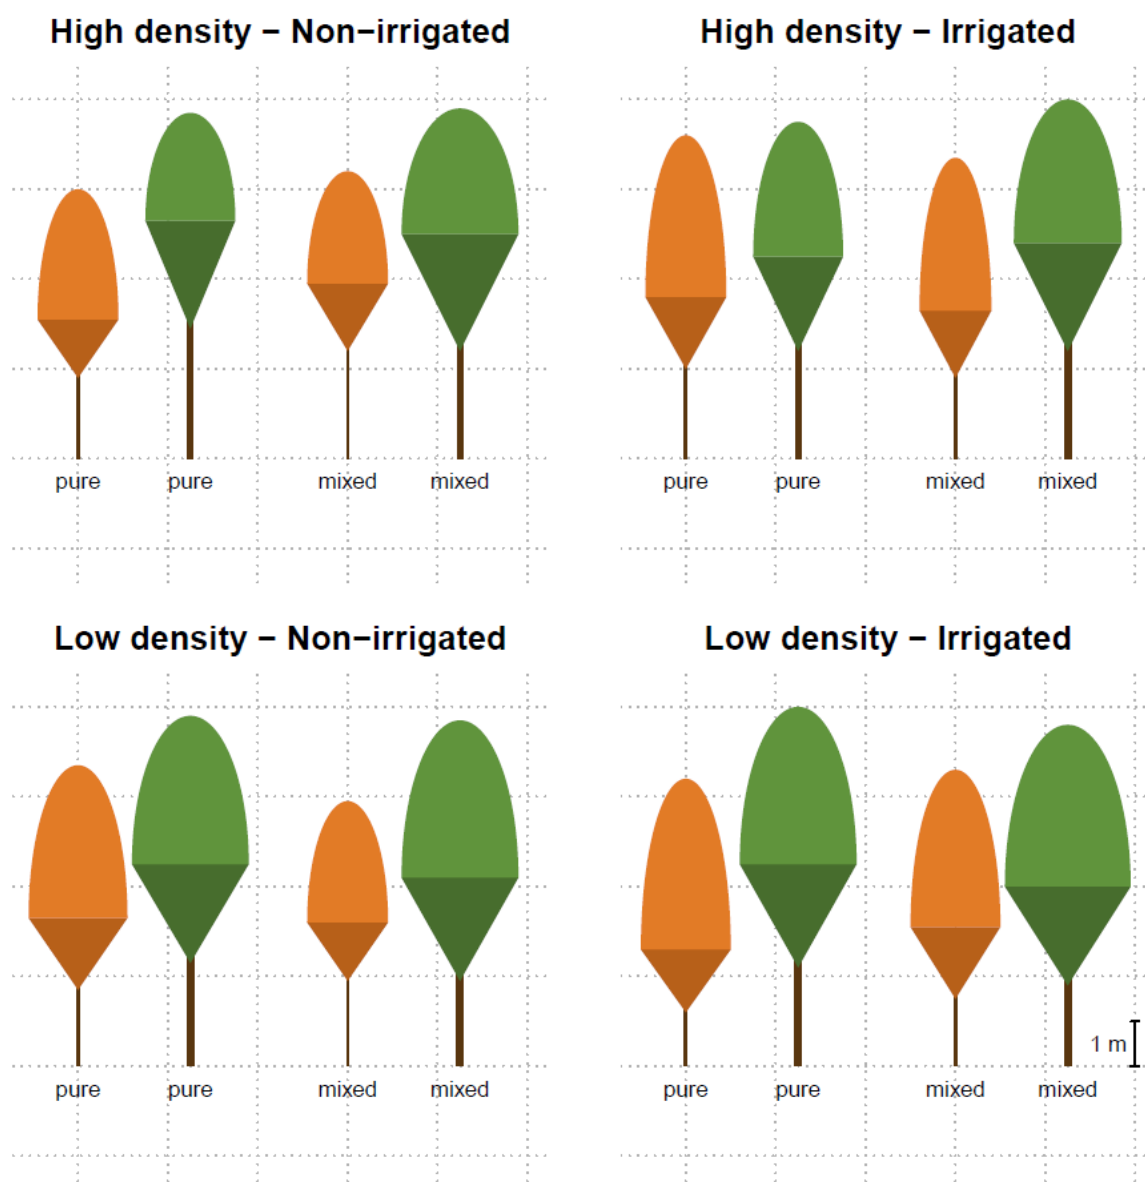 High density − Non−irrigated
High density − Irrigated
pure pure mixed mixed
pure pure mixed mixed
Low density − Non−irrigated
Low density − Irrigated
1 m
pure pure mixed mixed
pure pure mixed mixed